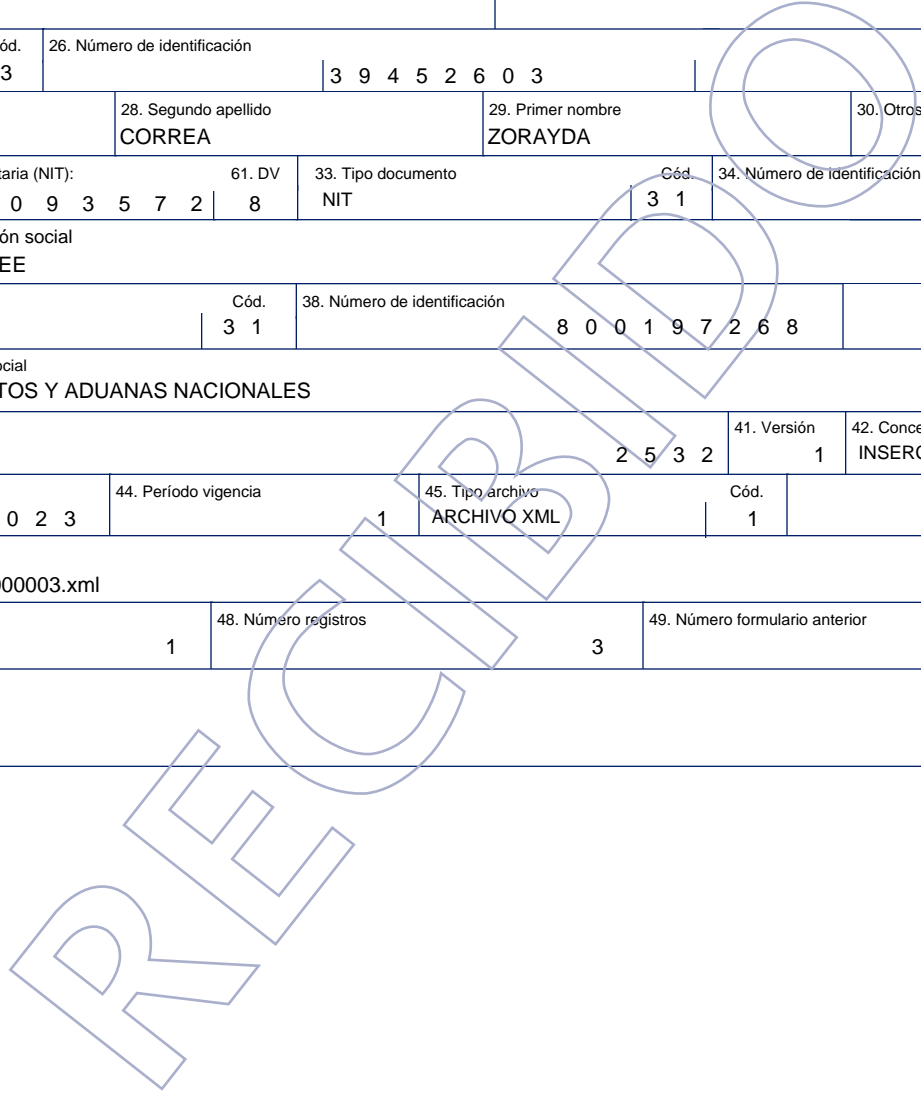 ód. 26. Número de identificación
3 3 9 4 5 2 6 0 3
28. Segundo apellido 29. Primer nombre 30. Otros
CORREA ZORAYDA
taria (NIT): 61. DV 33. Tipo documento Cód. 34. Número de identificación
0 9 3 5 7 2 8 NIT 3 1
ón social
EE
Cód. 38. Número de identificación
3 1 8 0 0 1 9 7 2 6 8
ocial
TOS Y ADUANAS NACIONALES
41. Versión 42. Conce
2 5 3 2 1 INSERC
44. Período vigencia 45. Tipo archivo Cód.
0 2 3 1 ARCHIVO XML 1
00003.xml
48. Número registros 49. Número formulario anterior
1 3
RECIBIDO